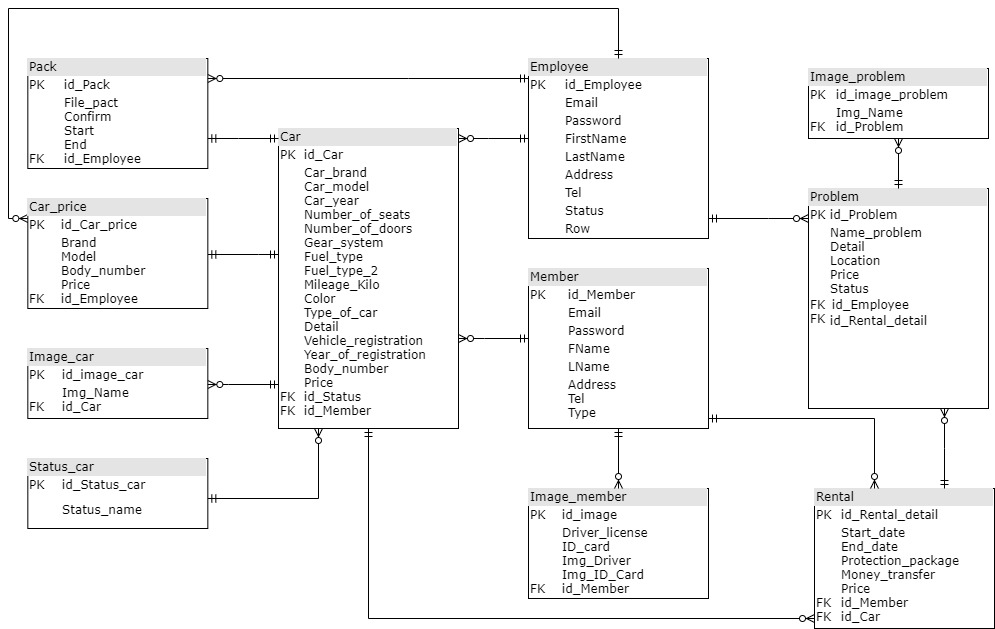 Pack
PK id_Pack
File_pact
Confirm
Start
End
FK id_Employee
Car_price
PK id_Car_price
Brand
Model
Body_number
Price
FK id_Employee
Image_car
PK id_image_car
Img_Name
FK id_Car
Status_car
PK id_Status_car
Status_name
Car
PK id_Car
Car_brand
Car_model
Car_year
Number_of_seats
Number_of_doors
Gear_system
Fuel_type
Fuel_type_2
Mileage_Kilo
Color
Type_of_car
Detail
Vehicle_registration
Year_of_registration
Body_number
Price
FK id_Status
FK id_Member
Employee
PK id_Employee
Email
Password
FirstName
LastName
Address
Tel
Status
Row
Member
PK id_Member
Email
Password
FName
LName
Address
Tel
Type
Image_member
PK id_image
Driver_license
ID_card
Img_Driver
Img_ID_Card
FK id_Member
Image_problem
PK id_image_problem
Img_Name
FK id_Problem
Problem
PK id_Problem
Name_problem
Detail
Location
Price
Status
FK id_Employee
FK id_Rental_detail
Rental
PK id_Rental_detail
Start_date
End_date
Protection_package
Money_transfer
Price
FK id_Member
FK id_Car